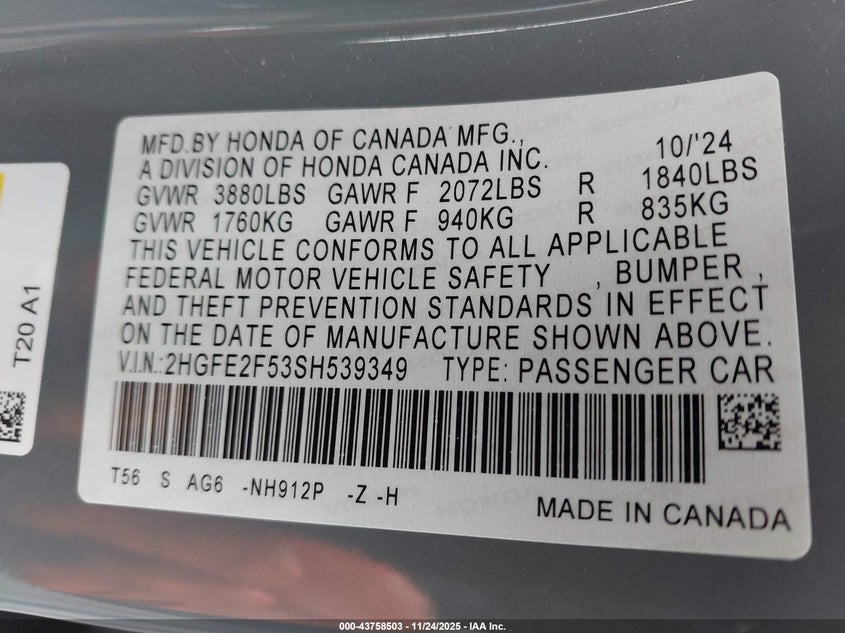 MFD.BY HONDA OF CANADA MFG., 10/'24
A DIVISION OF HONDA CANADA INC.
GVWR 3880LBS GAWR F 2072LBS R 1840LBS
GVWR 1760KG GAWR F 940KG R 835KG
THIS VEHICLE CONFORMS TO ALL APPLICABLE
FEDERAL MOTOR VEHICLE SAFETY , BUMPER ,
AND THEFT PREVENTION STANDARDS IN EFFECT
ON THE DATE OF MANUFACTURE SHOWN ABOVE.
V.I.N.:2HGFE2F53SH539349 TYPE: PASSENGER CAR
T56 S AG6 -NH912P -Z -H
MADE IN CANADA
T20 A1
000-43758503 - 11/24/2025 - IAA Inc.